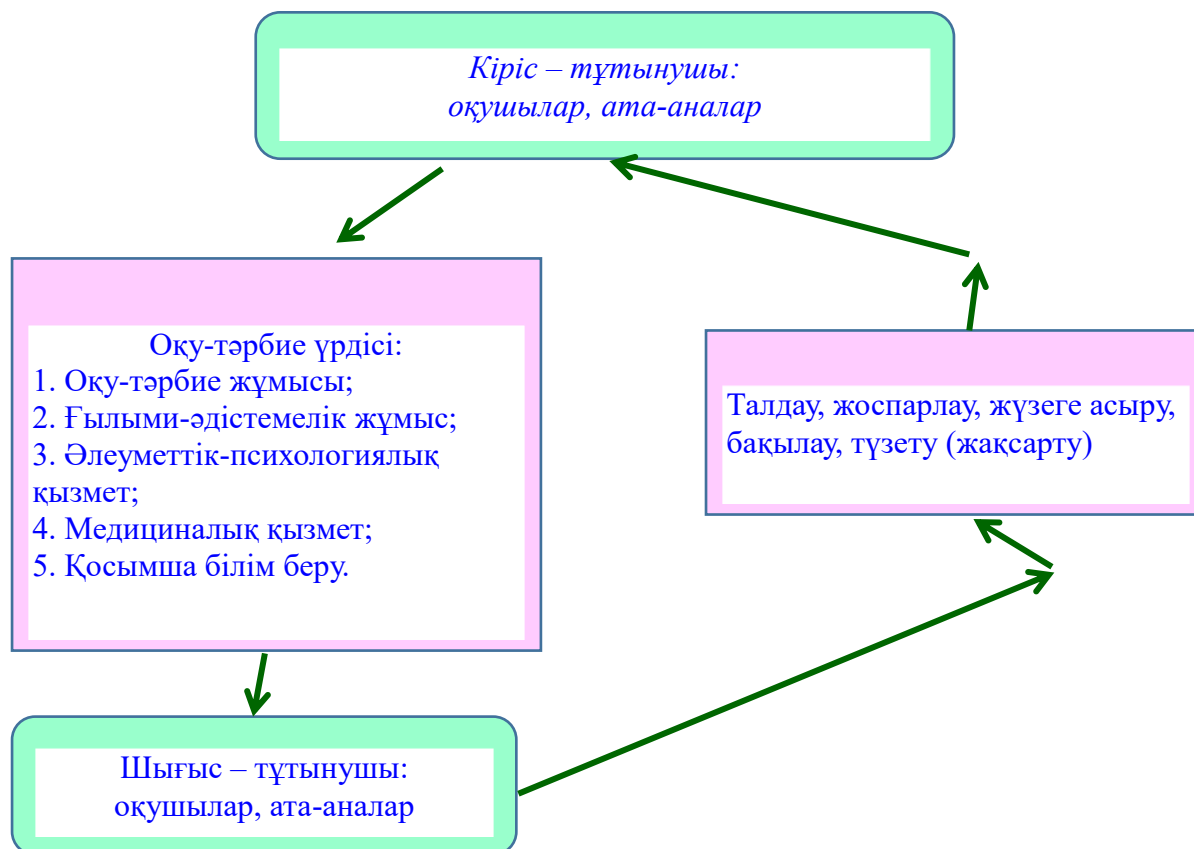 Кіріс – тұтынушы:
оқушылар, ата-аналар
Оқу-тәрбие үрдісі:
1. Оқу-тәрбие жұмысы;
2. Ғылыми-әдістемелік жұмыс;
3. Әлеуметтік-психологиялық
қызмет;
4. Медициналық қызмет;
5. Қосымша білім беру.
Талдау, жоспарлау, жүзеге асыру,
бақылау, түзету (жақсарту)
Шығыс – тұтынушы:
оқушылар, ата-аналар